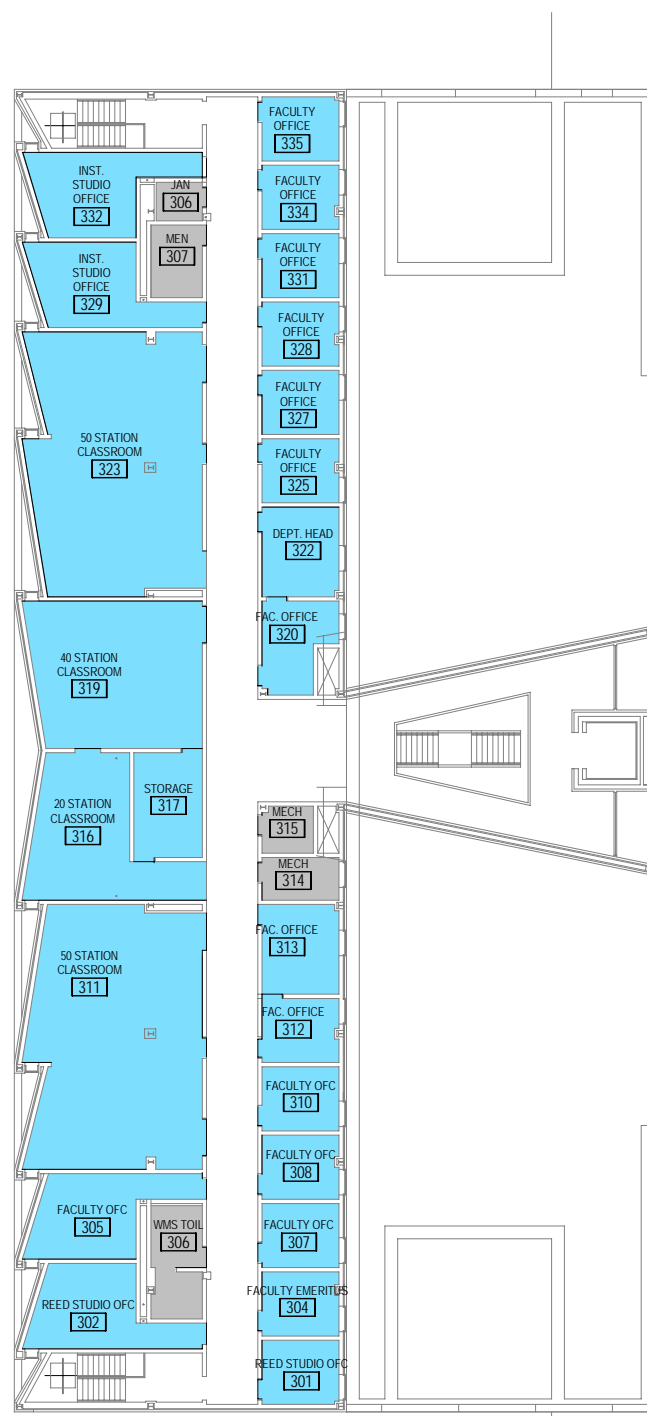 FACULTY
OFFICE
335
INST.
STUDIO
OFFICE
332
JAN
306
FACULTY
OFFICE
334
MEN
307
FACULTY
OFFICE
331
INST.
STUDIO
OFFICE
329
FACULTY
OFFICE
328
FACULTY
OFFICE
327
50 STATION
CLASSROOM
323
FACULTY
OFFICE
325
DEPT. HEAD
322
FAC. OFFICE
320
40 STATION
CLASSROOM
319
STORAGE
317
20 STATION
CLASSROOM
316
MECH
315
MECH
314
FAC. OFFICE
313
50 STATION
CLASSROOM
311
FAC. OFFICE
312
FACULTY OFC
310
FACULTY OFC
308
FACULTY OFC
305
WMS TOIL
306
FACULTY OFC
307
FACULTY EMERITUS
304
REED STUDIO OFC
302
REED STUDIO OFC
301